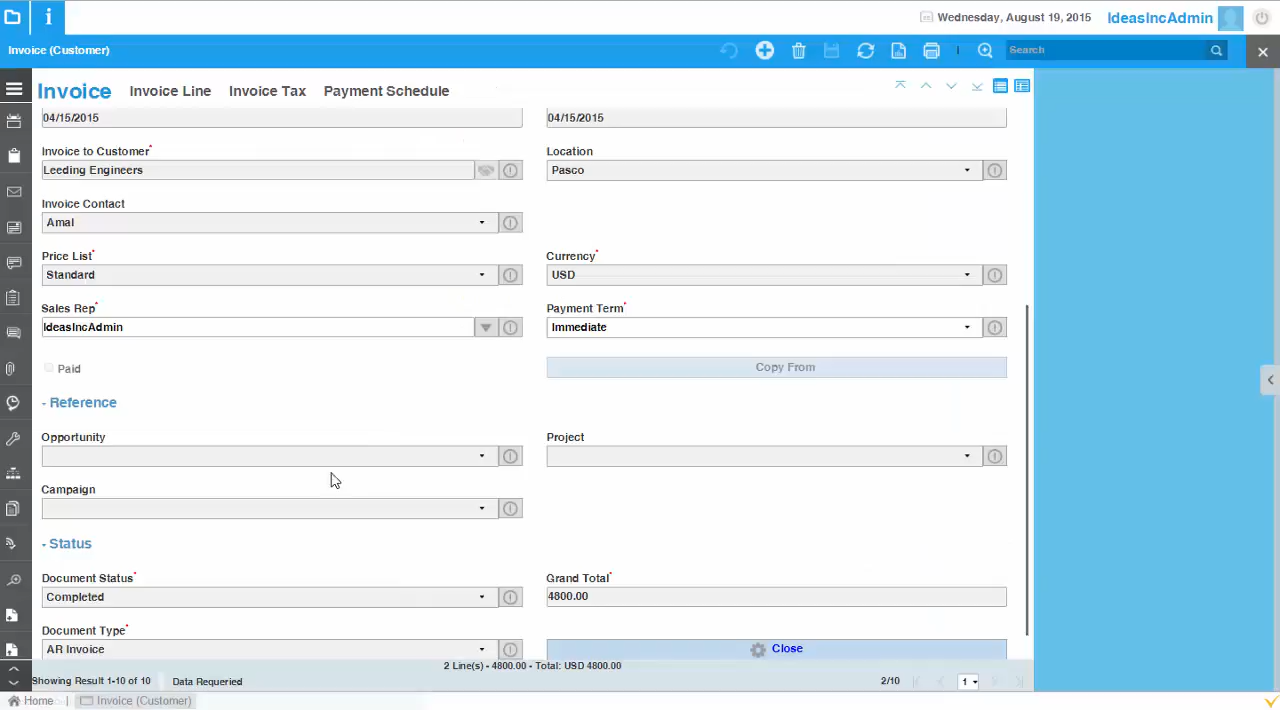 Wednesday, August 19, 2015 IdeasIncAdmin
Invoice (Customer)
Search
Invoice Invoice Line Invoice Tax Payment Schedule
04/15/2015 04/15/2015
Invoice to Customer* Location
Leeding Engineers Pasco
Invoice Contact
Amal
Price List* Currency*
Standard USD
Sales Rep* Payment Term*
IdeasIncAdmin Immediate
Paid Copy From
- Reference
Opportunity Project
Campaign
- Status
Document Status* Grand Total*
Completed 4800.00
Document Type*
AR Invoice Close
2 Line(s) - 4800.00 - Total: USD 4800.00
Showing Result 1-10 of 10 Data Requeried 2/10 1
Home | Invoice (Customer)